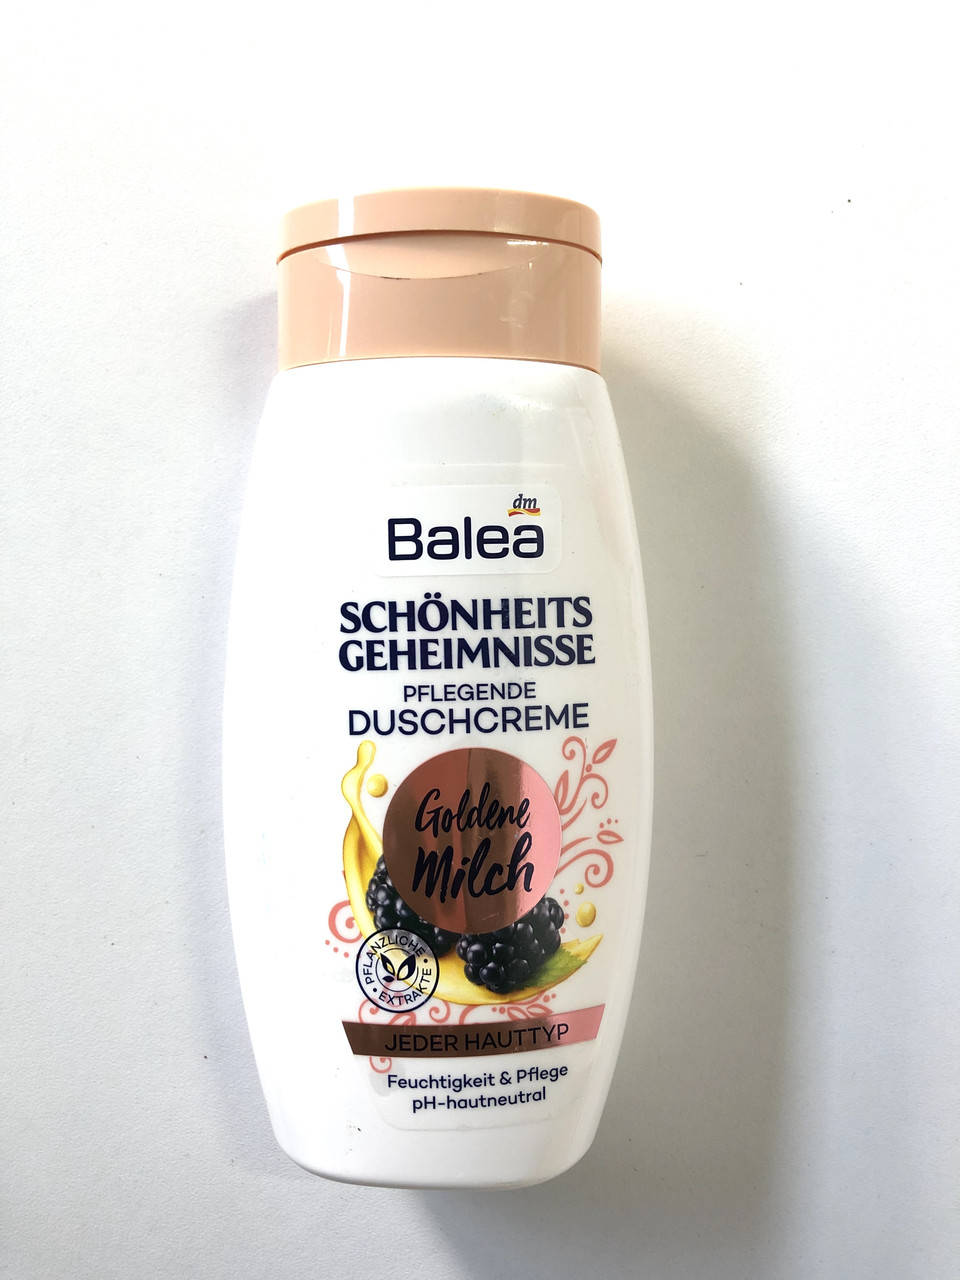 dm
Balea
SCHÖNHEITS
GEHEIMNISSE
PFLEGENDE
DUSCHCREME
Goldene
Milch
• PFLANZLICHE •
EXTRAKTE
JEDER HAUTTYP
Feuchtigkeit & Pflege
pH-hautneutral